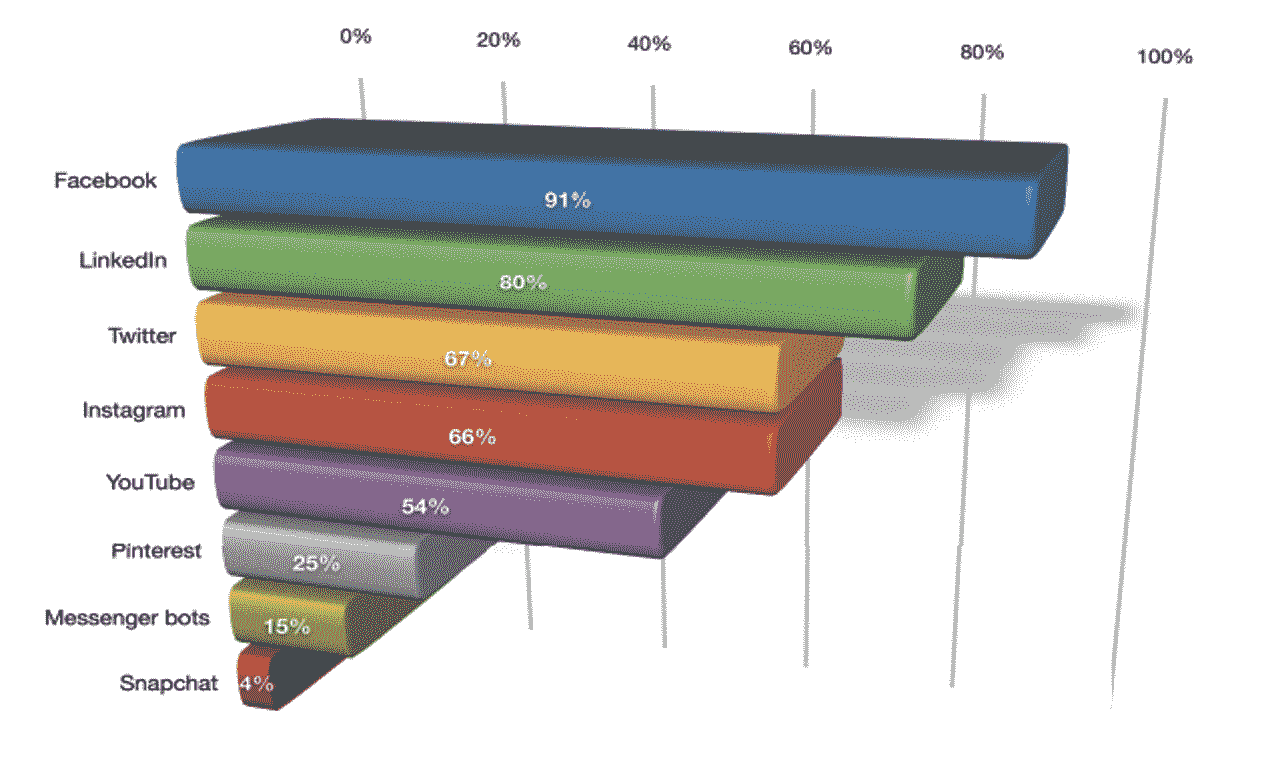 0% 20% 40% 60% 80% 100%
Facebook 91%
LinkedIn 80%
Twitter 67%
Instagram 66%
YouTube 54%
Pinterest 25%
Messenger bots 15%
Snapchat 4%